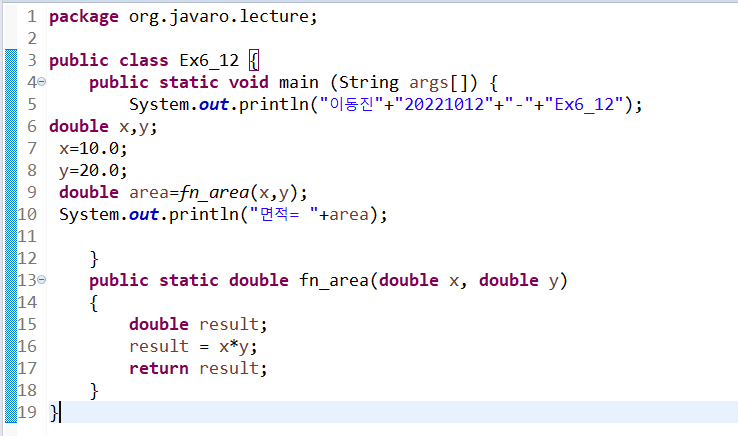 1 package org.javaro.lecture;
2
3 public class Ex6_12 {
4     public static void main (String args[]) {
5         System.out.println("이동진"+"20221012"+"-"+"Ex6_12");
6 double x,y;
7  x=10.0;
8  y=20.0;
9  double area=fn_area(x,y);
10  System.out.println("면적= "+area);
11
12     }
13     public static double fn_area(double x, double y)
14     {
15         double result;
16         result = x*y;
17         return result;
18     }
19 }